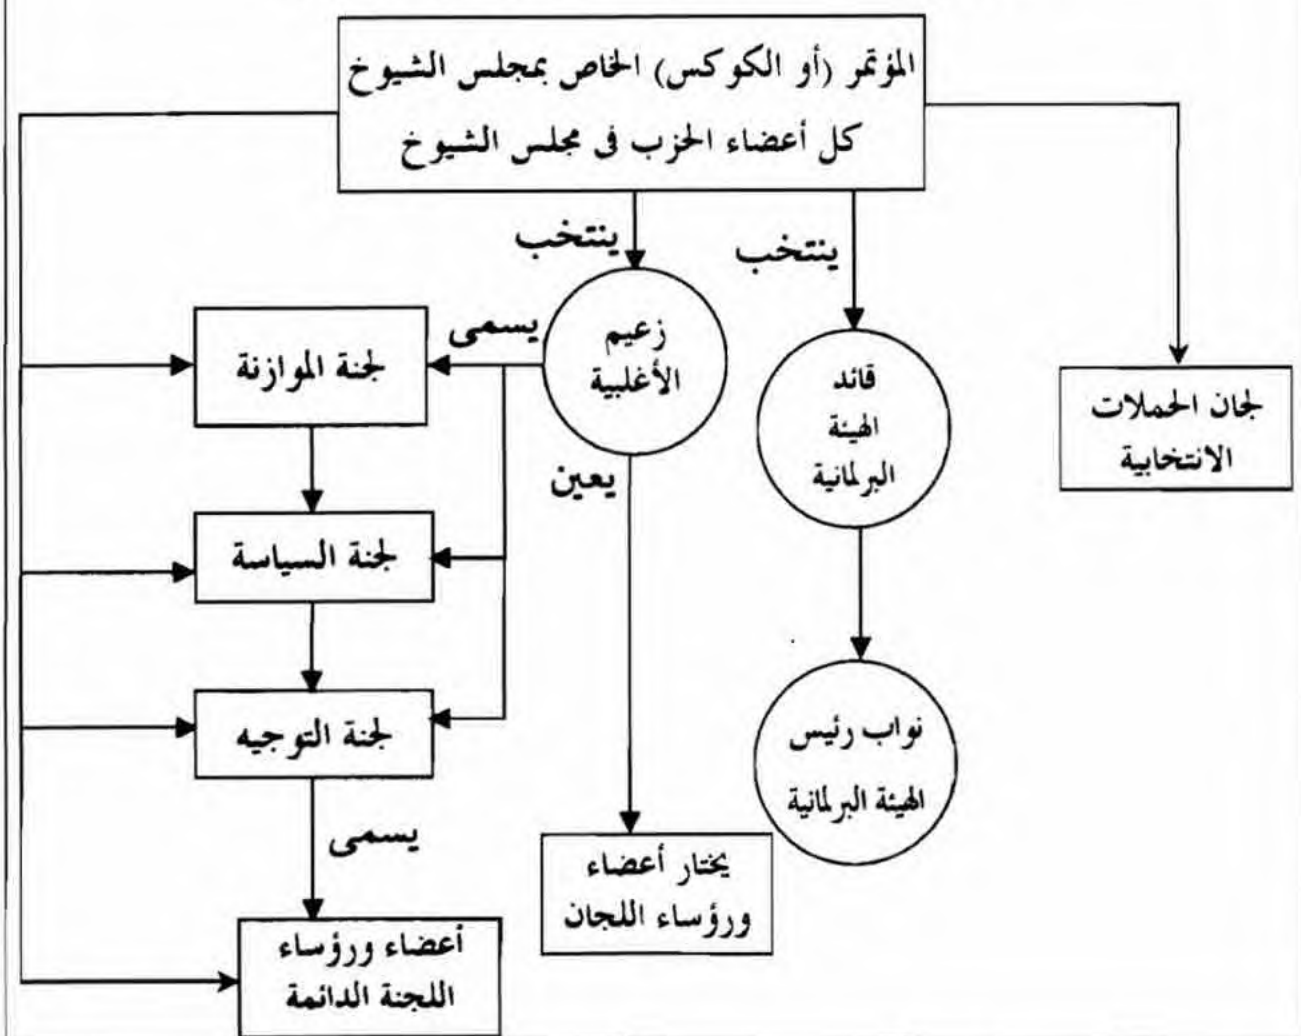 المؤتمر (أو الكوكس) الخاص بمجلس الشيوخ
كل أعضاء الحزب فى مجلس الشيوخ
ينتخب
ينتخب
زعيم
الأغلبية
يسمى
لجنة الموازنة
قائد
الهيئة
البرلمانية
لجان الحملات
الانتخابية
يعين
لجنة السياسة
لجنة التوجيه
نواب رئيس
الهيئة البرلمانية
يسمى
يختار أعضاء
ورؤساء اللجان
أعضاء ورؤساء
اللجنة الدائمة